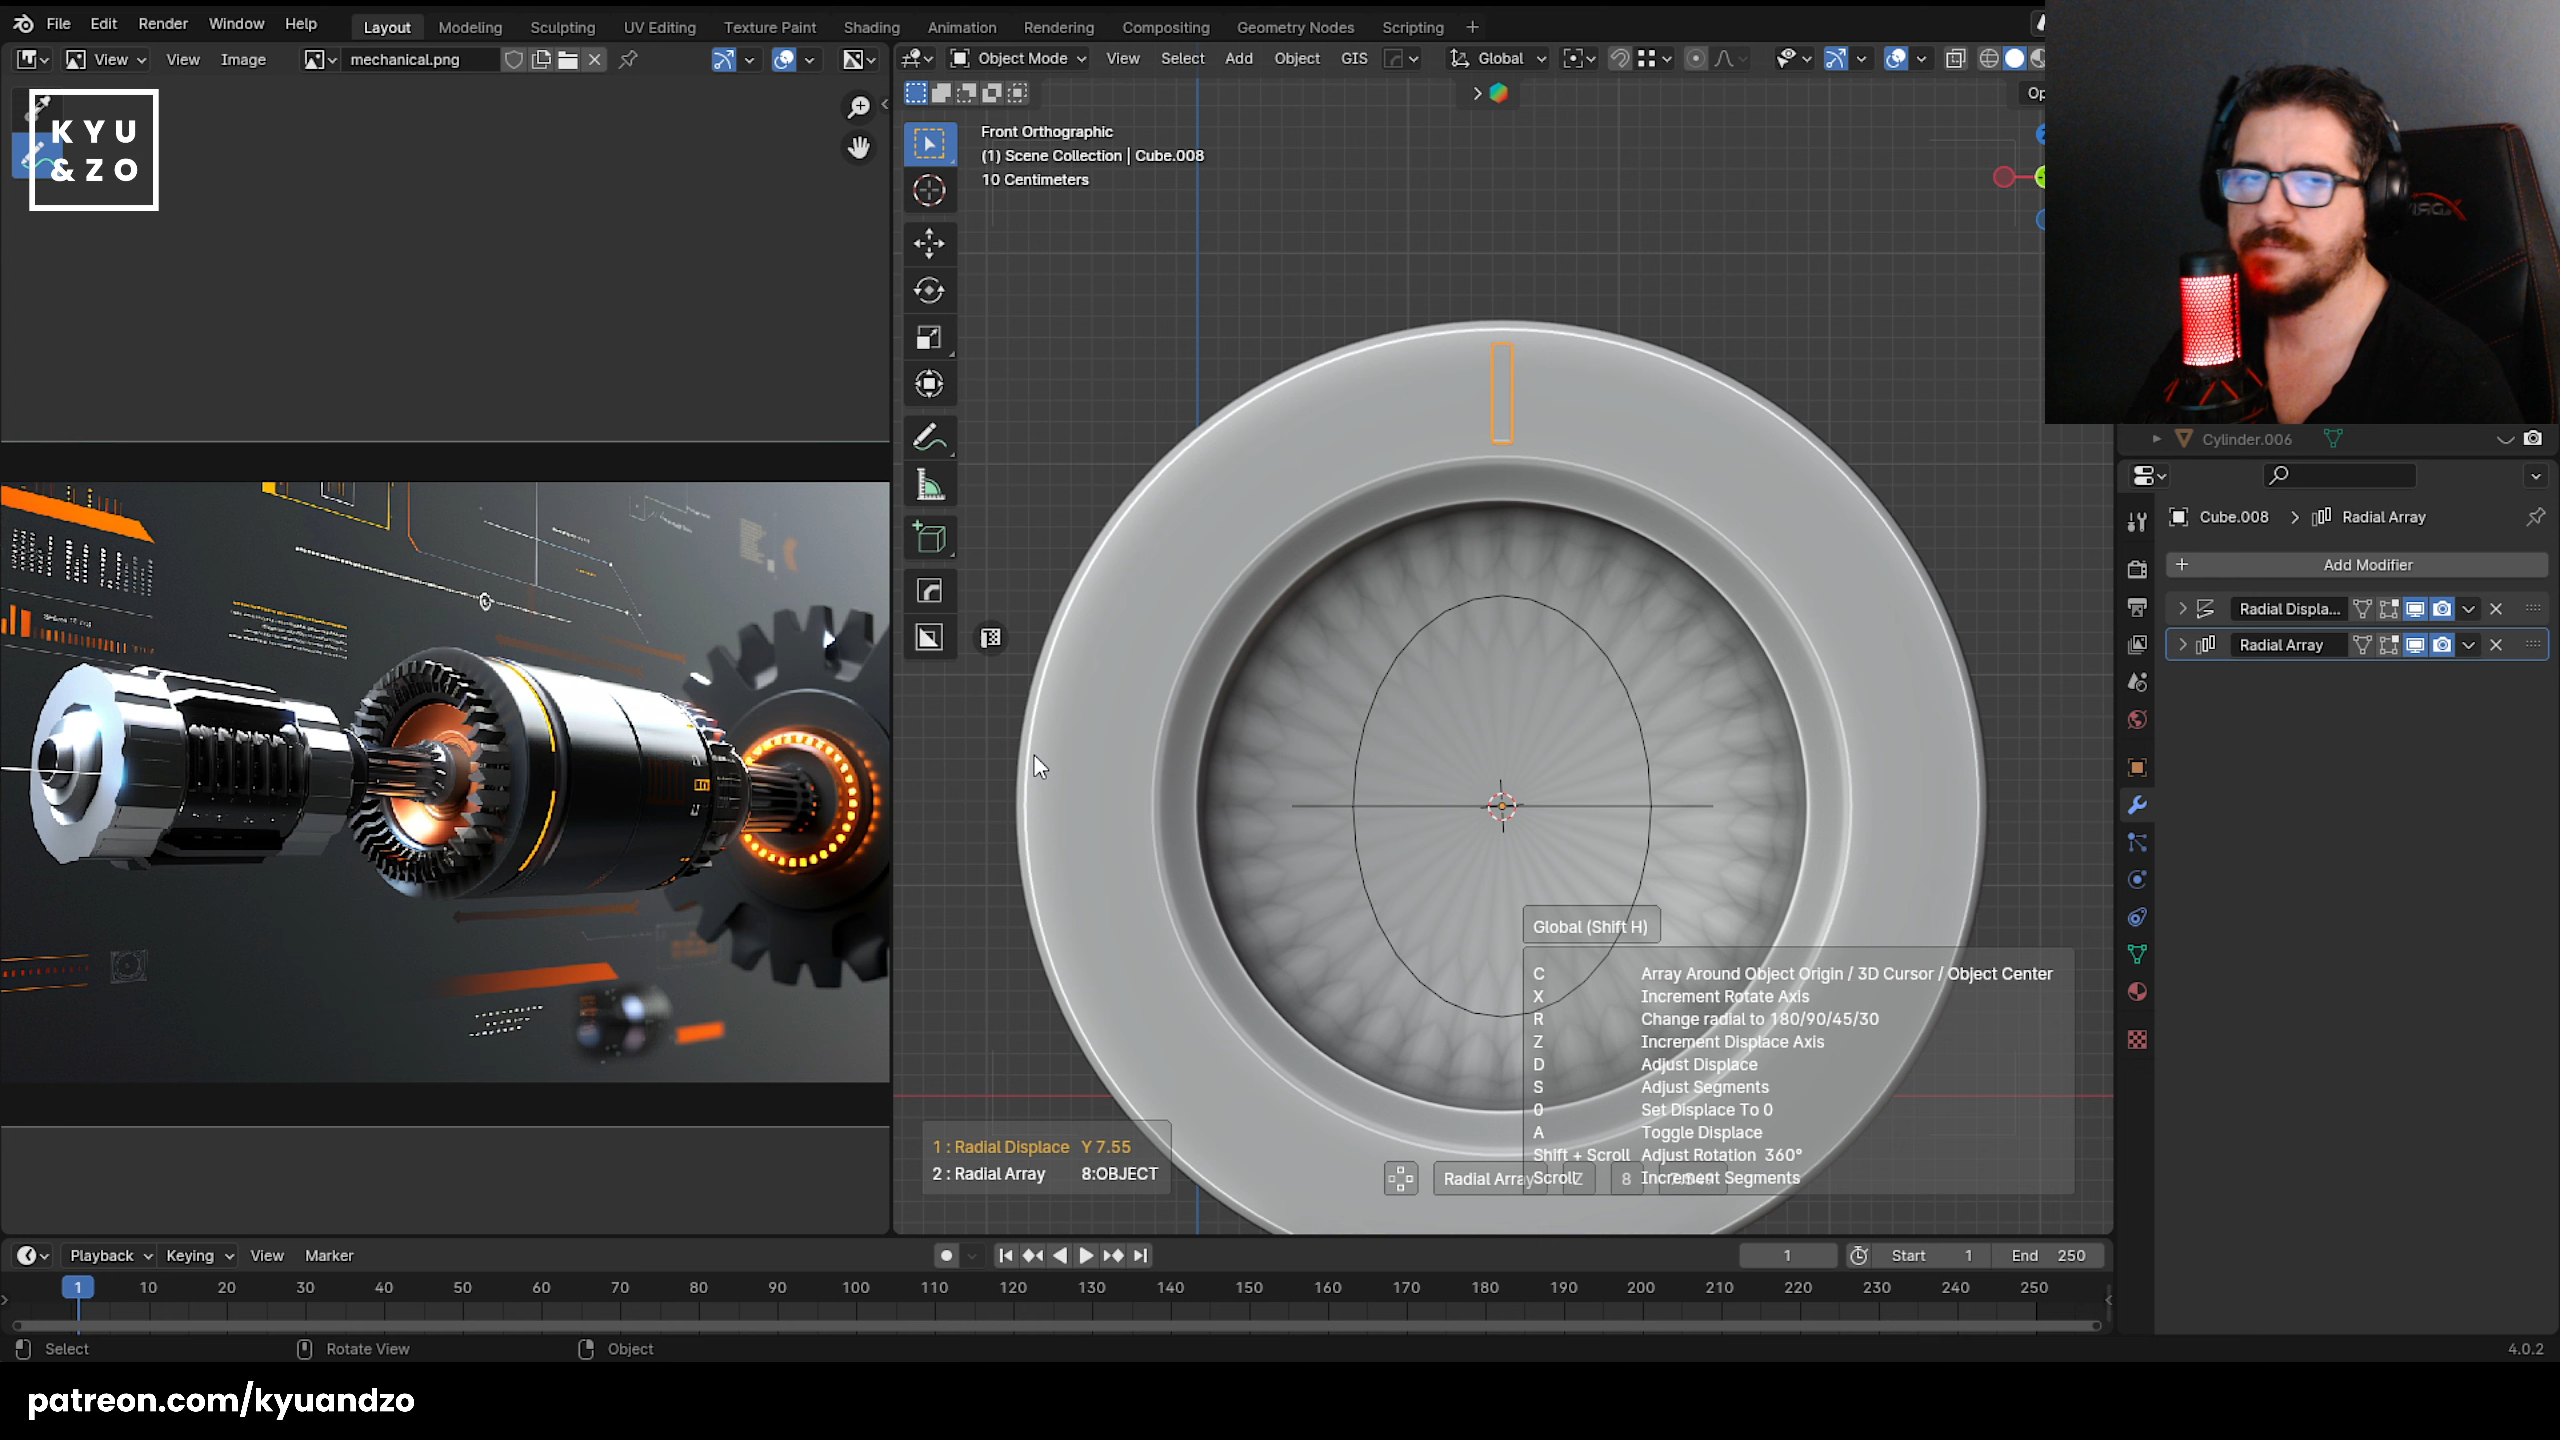 File Edit Render Window Help Layout Modeling Sculpting UV Editing Texture Paint Shading Animation Rendering Compositing Geometry Nodes Scripting
View View Image mechanical.png
Object Mode View Select Add Object GIS Global
Op
KYU
&ZO
Front Orthographic
(1) Scene Collection | Cube.008
10 Centimeters
Cylinder.006
Cube.008 > Radial Array
Add Modifier
Radial Displa...
Radial Array
Global (Shift H)
C Array Around Object Origin / 3D Cursor / Object Center
X Increment Rotate Axis
R Change radial to 180/90/45/30
Z Increment Displace Axis
D Adjust Displace
S Adjust Segments
0 Set Displace To 0
A Toggle Displace
Shift + Scroll Adjust Rotation 360°
Scroll Increment Segments
1 : Radial Displace Y 7.55
2 : Radial Array 8:OBJECT
Radial Array Z 8
Playback Keying View Marker
1 Start 1 End 250
1 10 20 30 40 50 60 70 80 90 100 110 120 130 140 150 160 170 180 190 200 210 220 230 240 250
Select Rotate View Object 4.0.2
patreon.com/kyuandzo